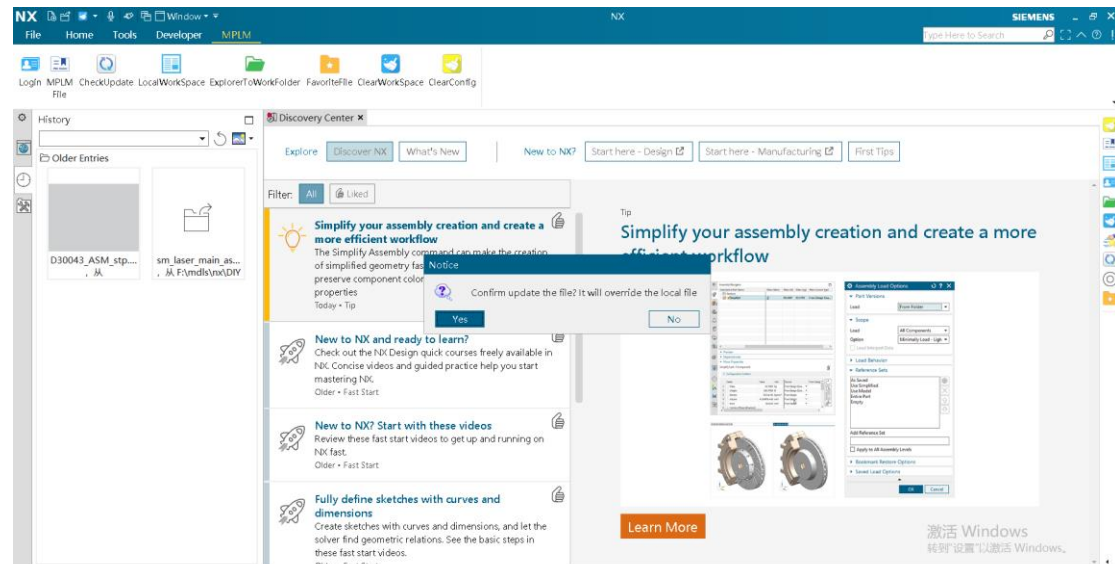 NX
Window
NX
SIEMENS
File
Home
Tools
Developer
MPLM
Type Here to Search
Login
MPLM File
CheckUpdate
LocalWorkSpace
ExplorerToWorkFolder
FavoriteFile
ClearWorkSpace
ClearConfig
History
Older Entries
D30043_ASM_stp....
, 从
sm_laser_main_as...
, 从 F:\mdls\nx\DIY
Discovery Center
Explore
Discover NX
What's New
New to NX?
Start here - Design
Start here - Manufacturing
First Tips
Filter:
All
Liked
Simplify your assembly creation and create a
more efficient workflow
The Simplify Assembly command can make the creation
of simplified geometry fas
preserve component color
properties
Today • Tip
New to NX and ready to learn?
Check out the NX Design quick courses freely available in
NX. Concise videos and guided practice help you start
mastering NX.
Older • Fast Start
New to NX? Start with these videos
Review these fast start videos to get up and running on
NX fast.
Older • Fast Start
Fully define sketches with curves and
dimensions
Create sketches with curves and dimensions, and let the
solver find geometric relations. See the basic steps in
these fast start videos.
Tip
Simplify your assembly creation and create a more
efficient workflow
Notice
Confirm update the file? It will override the local file
Yes
No
Assembly Load Options
Part Versions
Load
From Folder
Scope
Load
All Components
Option
Minimally Load - Ligh
Load Behavior
Reference Sets
As Saved
Use Simplified
Use Model
Entire Part
Empty
Add Reference Set
Apply to All Assembly Levels
Bookmark Restore Options
Saved Load Options
OK
Cancel
Learn More
激活 Windows
转到"设置"以激活 Windows。